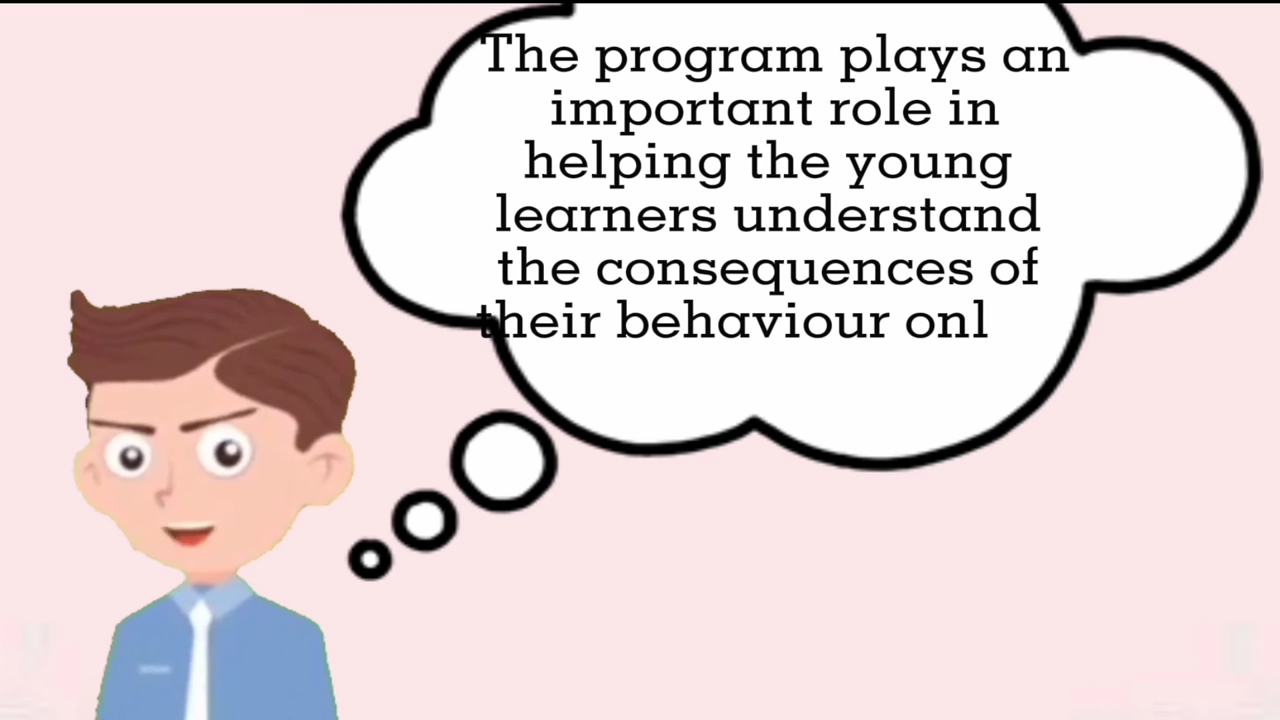 The program plays an
important role in
helping the young
learners understand
the consequences of
their behaviour onl